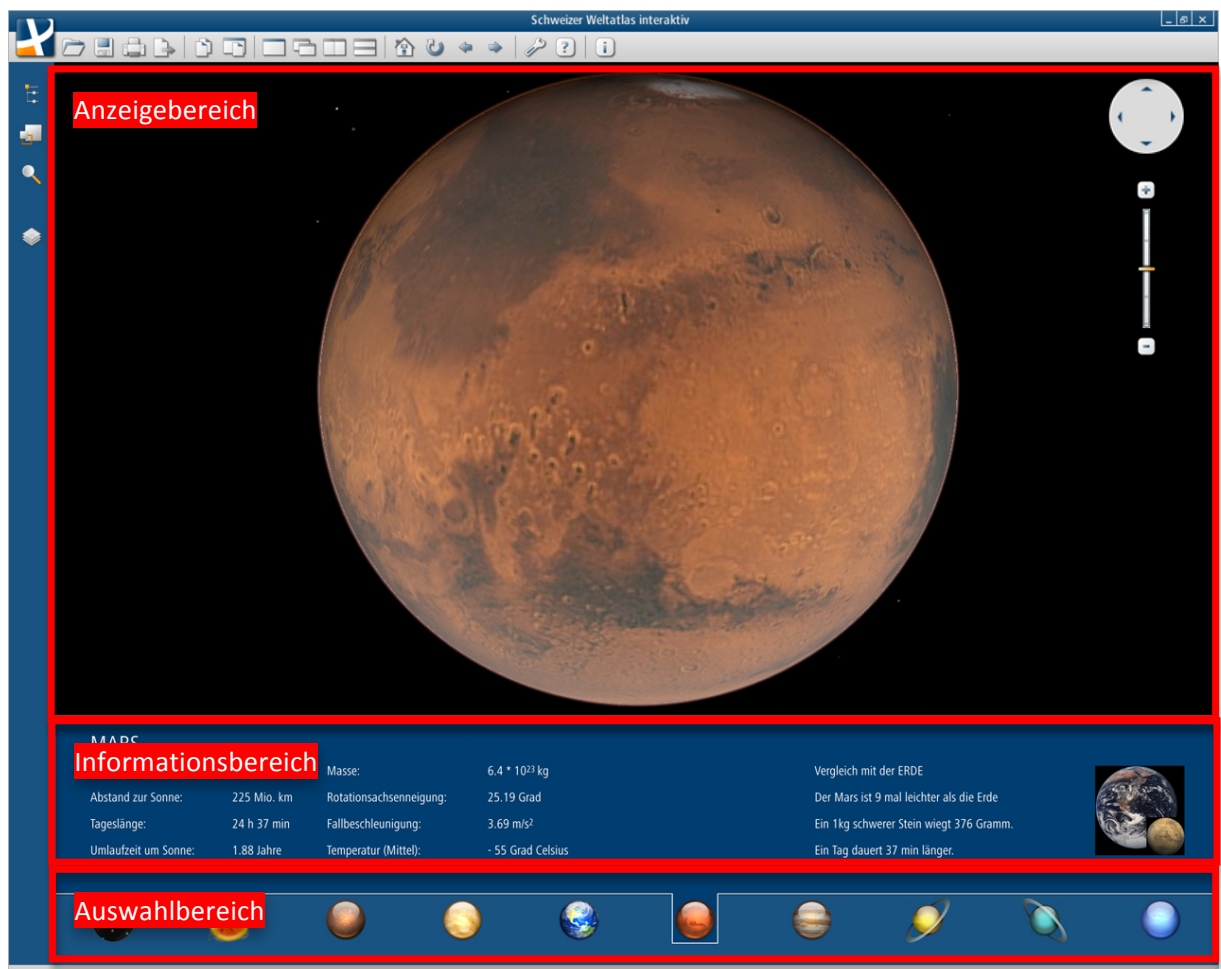 Schweizer Weltatlas interaktiv
Anzeigebereich
MARS
Informationsbereich
Masse: 6.4 * 10²³ kg Vergleich mit der ERDE
Abstand zur Sonne: 225 Mio. km Rotationsachsenneigung: 25.19 Grad Der Mars ist 9 mal leichter als die Erde
Tageslänge: 24 h 37 min Fallbeschleunigung: 3.69 m/s² Ein 1kg schwerer Stein wiegt 376 Gramm.
Umlaufzeit um Sonne: 1.88 Jahre Temperatur (Mittel): - 55 Grad Celsius Ein Tag dauert 37 min länger.
Auswahlbereich